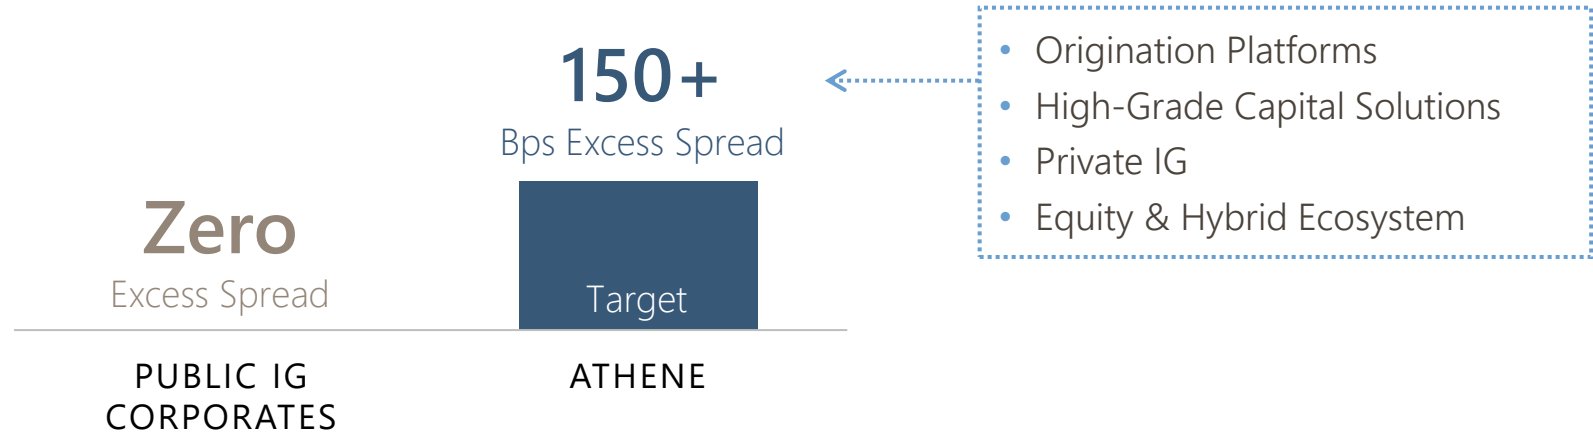 Zero
Excess Spread
PUBLIC IG
CORPORATES
150+
Bps Excess Spread
Target
ATHENE
• Origination Platforms
• High-Grade Capital Solutions
• Private IG
• Equity & Hybrid Ecosystem